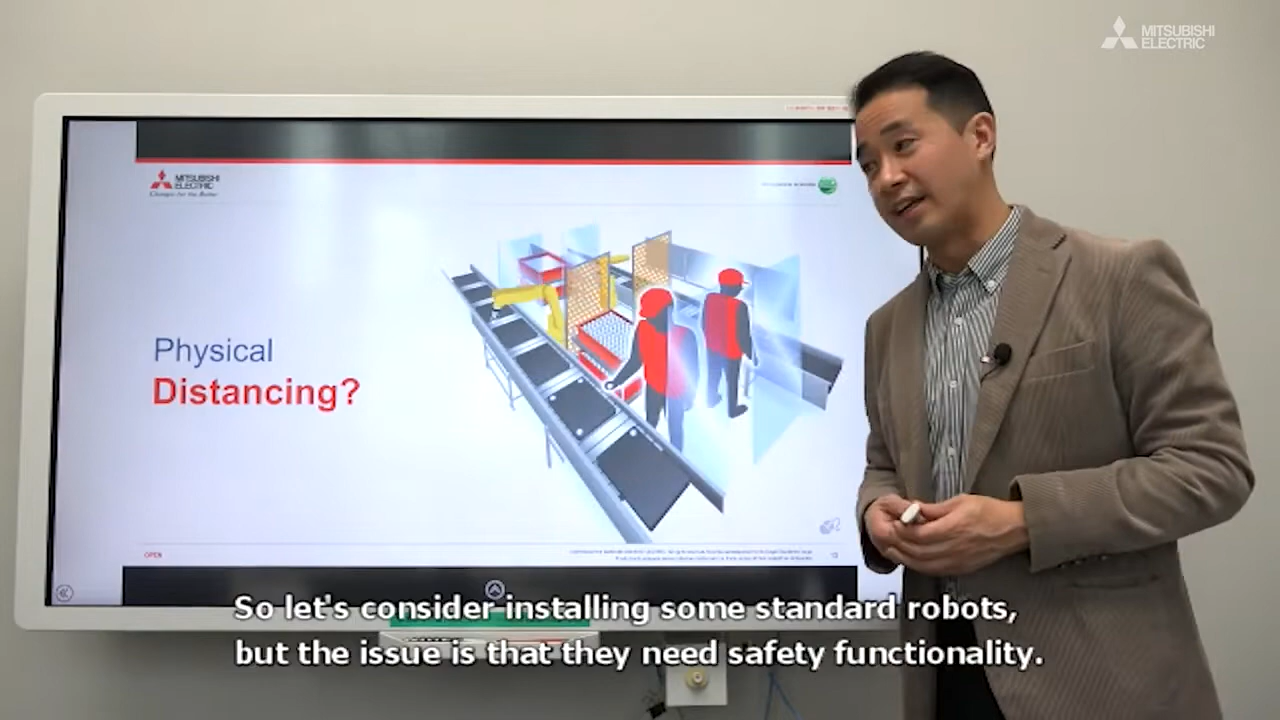 MITSUBISHI
ELECTRIC
MITSUBISHI
ELECTRIC
Changes for the Better
Physical
Distancing?
OPEN
So let's consider installing some standard robots,
but the issue is that they need safety functionality.